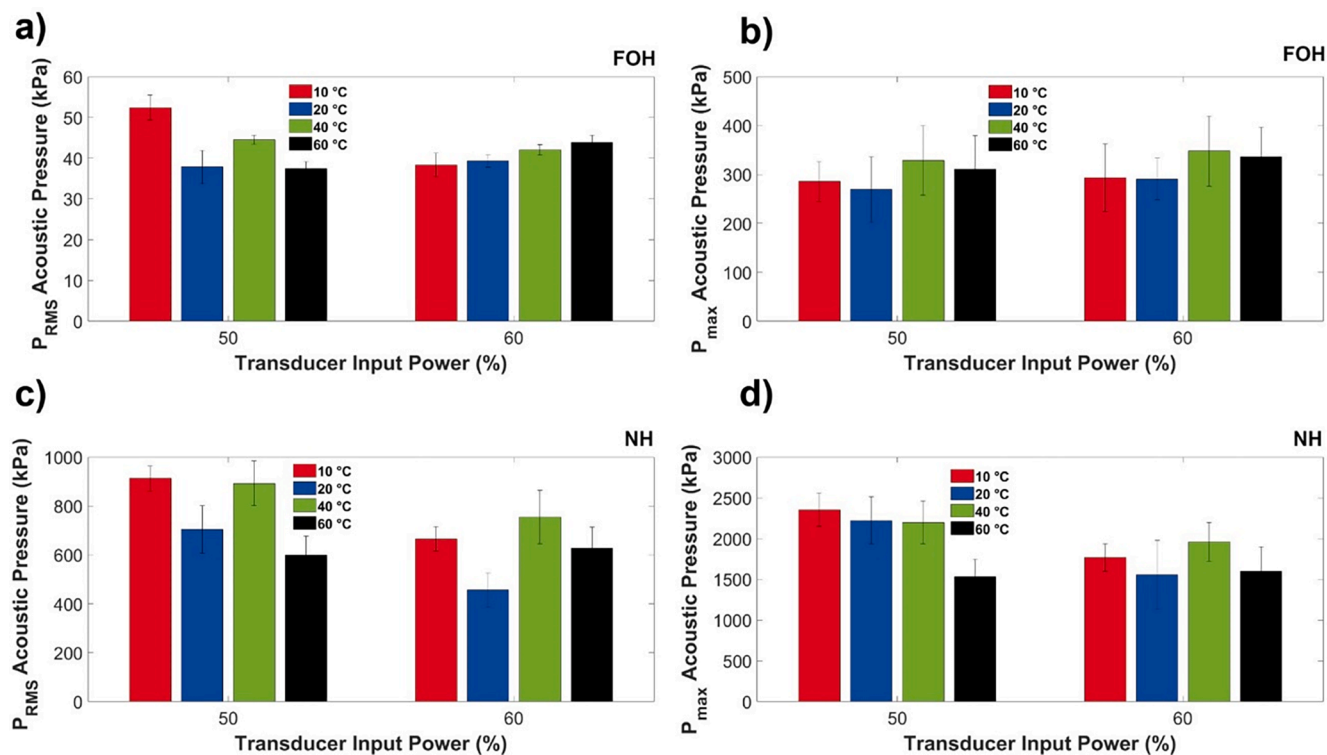 a)
FOH
P_RMS Acoustic Pressure (kPa)
60
50
40
30
20
10
0
10 °C
20 °C
40 °C
60 °C
50
60
Transducer Input Power (%)
b)
FOH
P_max Acoustic Pressure (kPa)
500
400
300
200
100
0
10 °C
20 °C
40 °C
60 °C
50
60
Transducer Input Power (%)
c)
NH
P_RMS Acoustic Pressure (kPa)
1000
800
600
400
200
0
10 °C
20 °C
40 °C
60 °C
50
60
Transducer Input Power (%)
d)
NH
P_max Acoustic Pressure (kPa)
3000
2500
2000
1500
1000
500
0
10 °C
20 °C
40 °C
60 °C
50
60
Transducer Input Power (%)